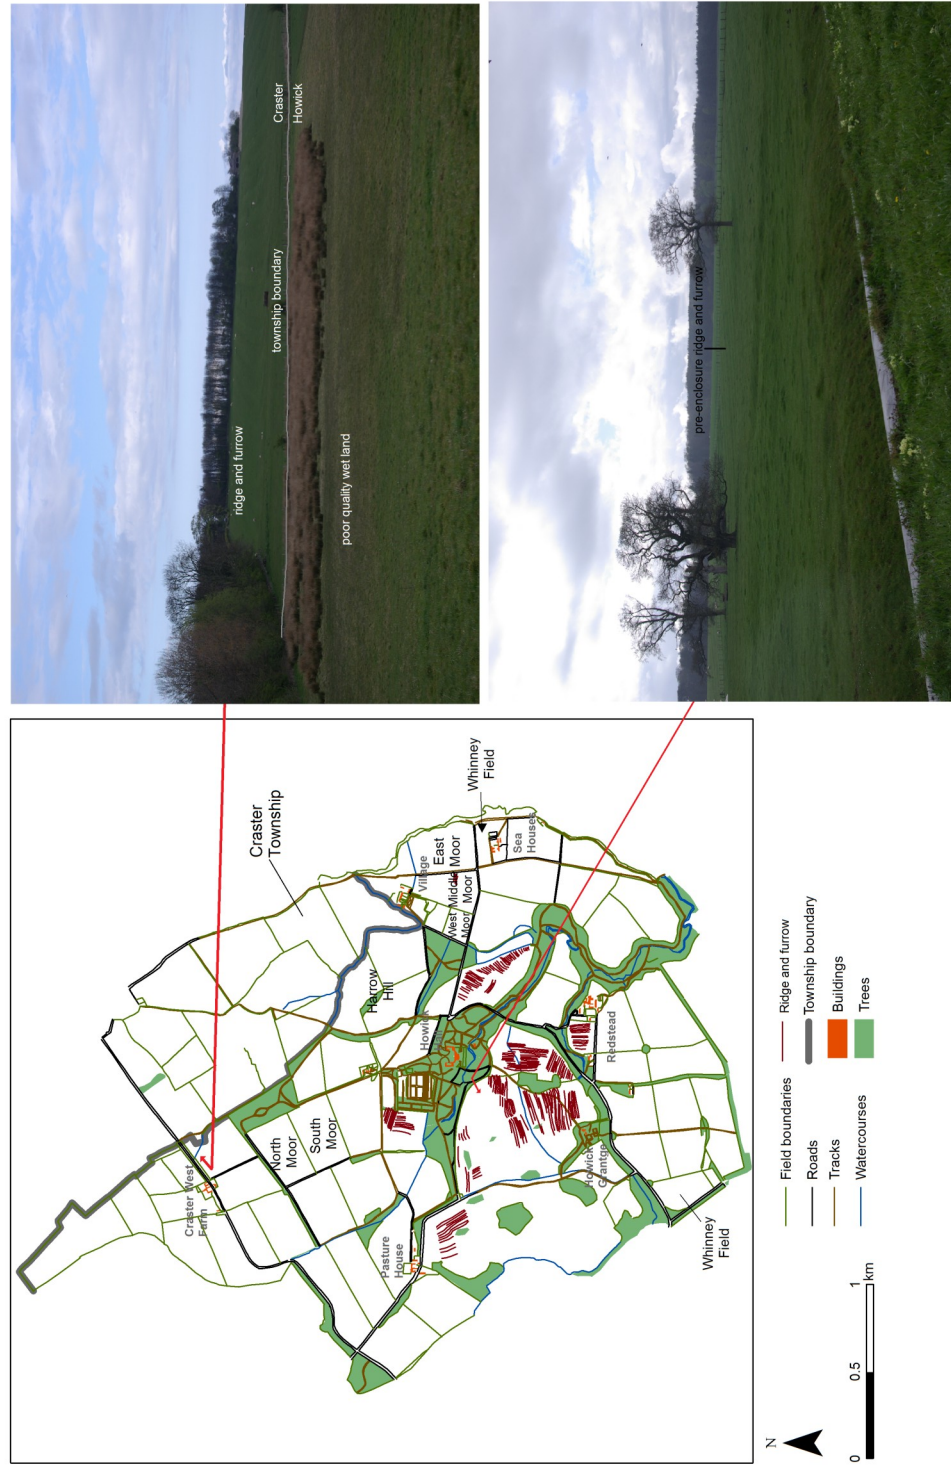 Craster
Howick
township boundary
ridge and furrow
poor quality wet land
pre-enclosure ridge and furrow
Craster
Township
Whinney
Field
Craster West
Farm
North
Moor
South
Moor
Harrow
Hill
Village
East
Moor
Middle
Moor
West
Moor
Sea
Houses
Howick
Hall
Pasture
House
Redstead
Howick
Grantge
Whinney
Field
Field boundaries
Roads
Tracks
Watercourses
Ridge and furrow
Township boundary
Buildings
Trees
N
0
0.5
1
km